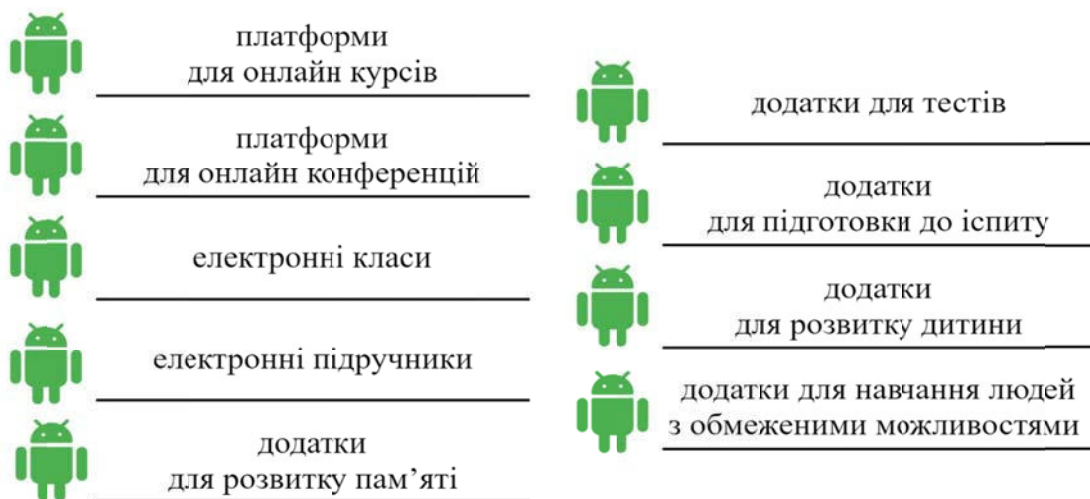 платформи
для онлайн курсів
платформи
для онлайн конференцій
електронні класи
електронні підручники
додатки
для розвитку пам’яті
додатки для тестів
додатки
для підготовки до іспиту
додатки
для розвитку дитини
додатки для навчання людей
з обмеженими можливостями